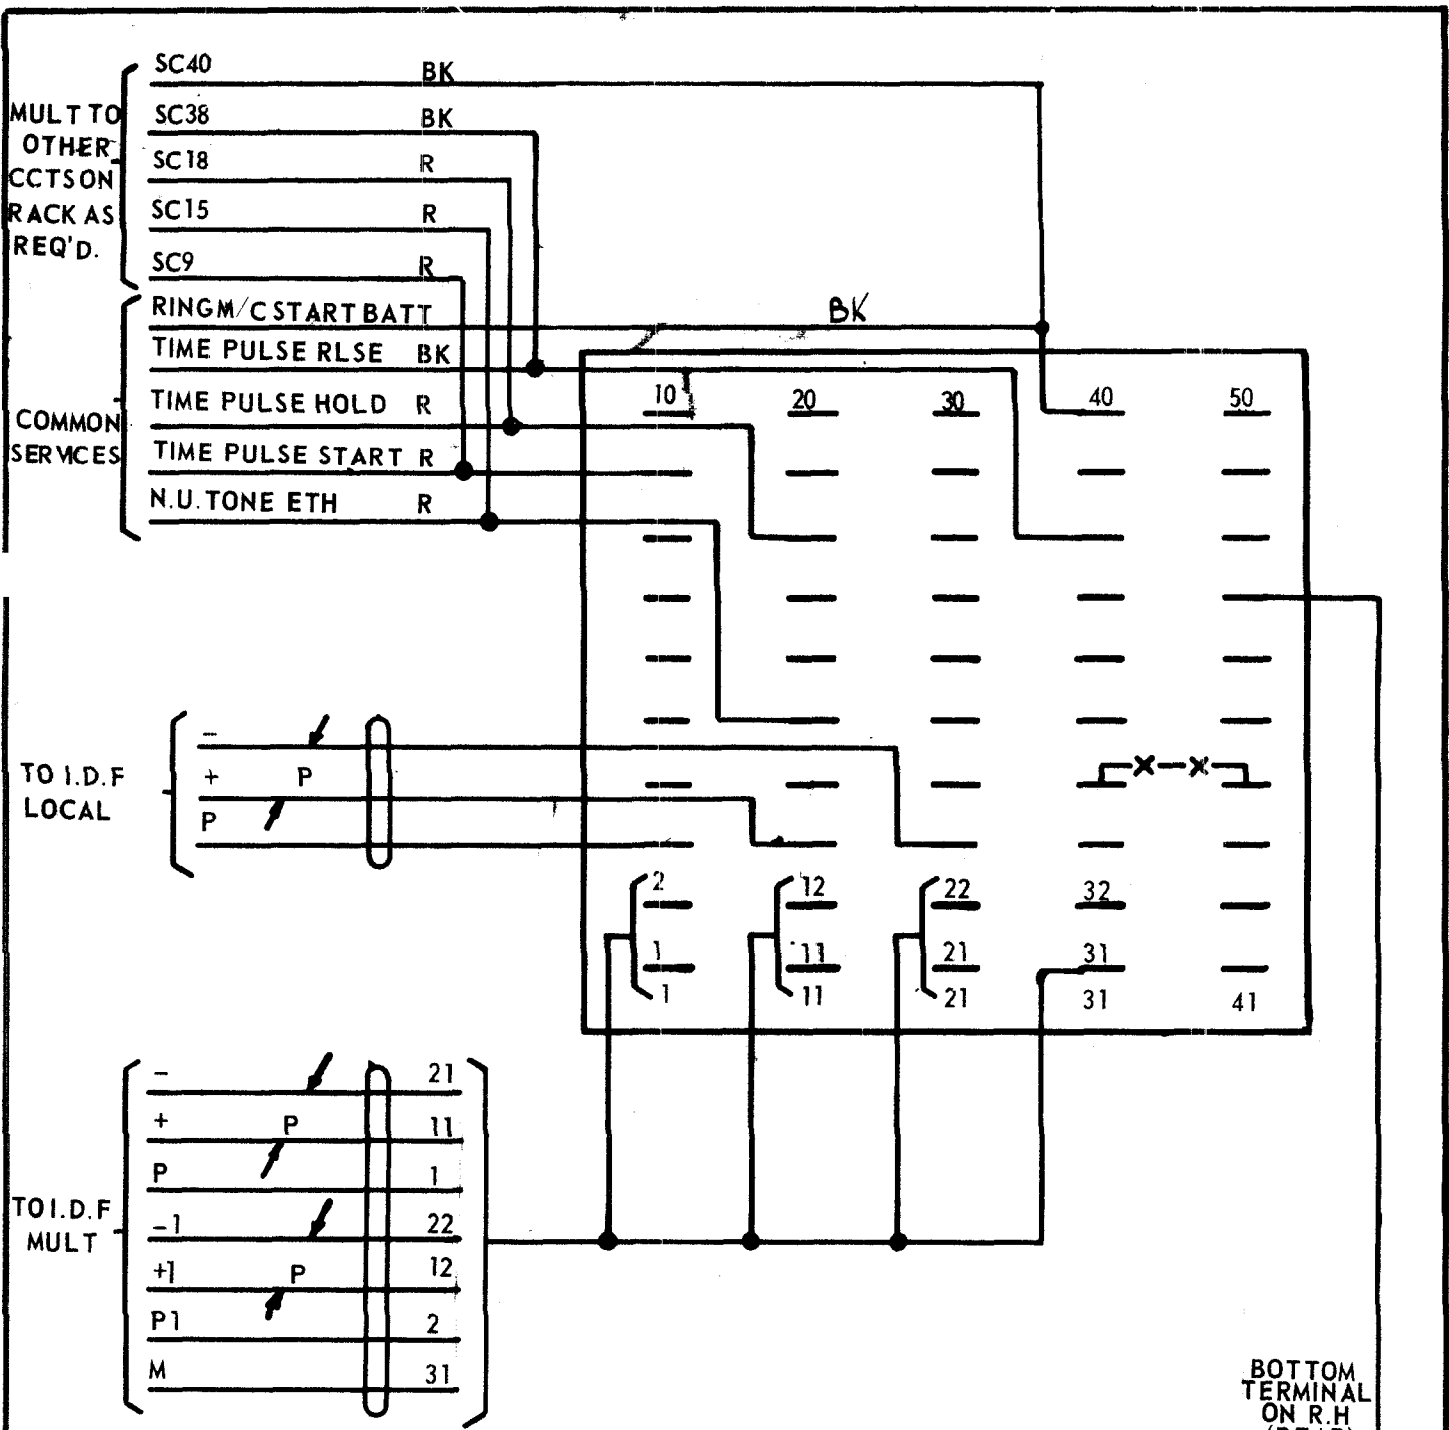 SC40 BK
MULT TO
OTHER
CCTS ON
RACK AS
REQ'D.
SC38 BK
SC18 R
SC15 R
SC9 R
COMMON
SERVICES
RING M/C START BATT BK
TIME PULSE RLSE BK
TIME PULSE HOLD R
TIME PULSE START R
N.U. TONE ETH R
10 20 30 40 50
TO I.D.F
LOCAL
-
+ P
P
2 12 22 32
1 11 21 31
1 11 21 31 41
TO I.D.F
MULT
- 21
+ P 11
P 1
-1 22
+1 P 12
P1 2
M 31
BOTTOM
TERMINAL
ON R.H